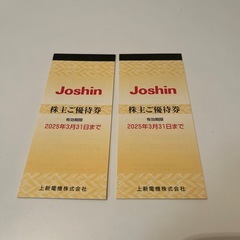 Joshin
株主ご優待券
有効期限
2025年3月31日まで
上新電機株式会社
Joshin
株主ご優待券
有効期限
2025年3月31日まで
上新電機株式会社